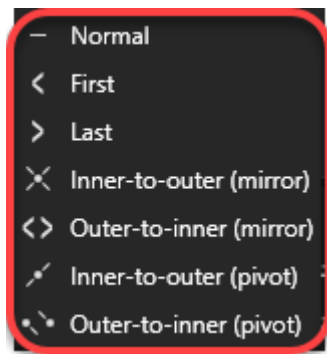 Normal
First
Last
Inner-to-outer (mirror)
Outer-to-inner (mirror)
Inner-to-outer (pivot)
Outer-to-inner (pivot)